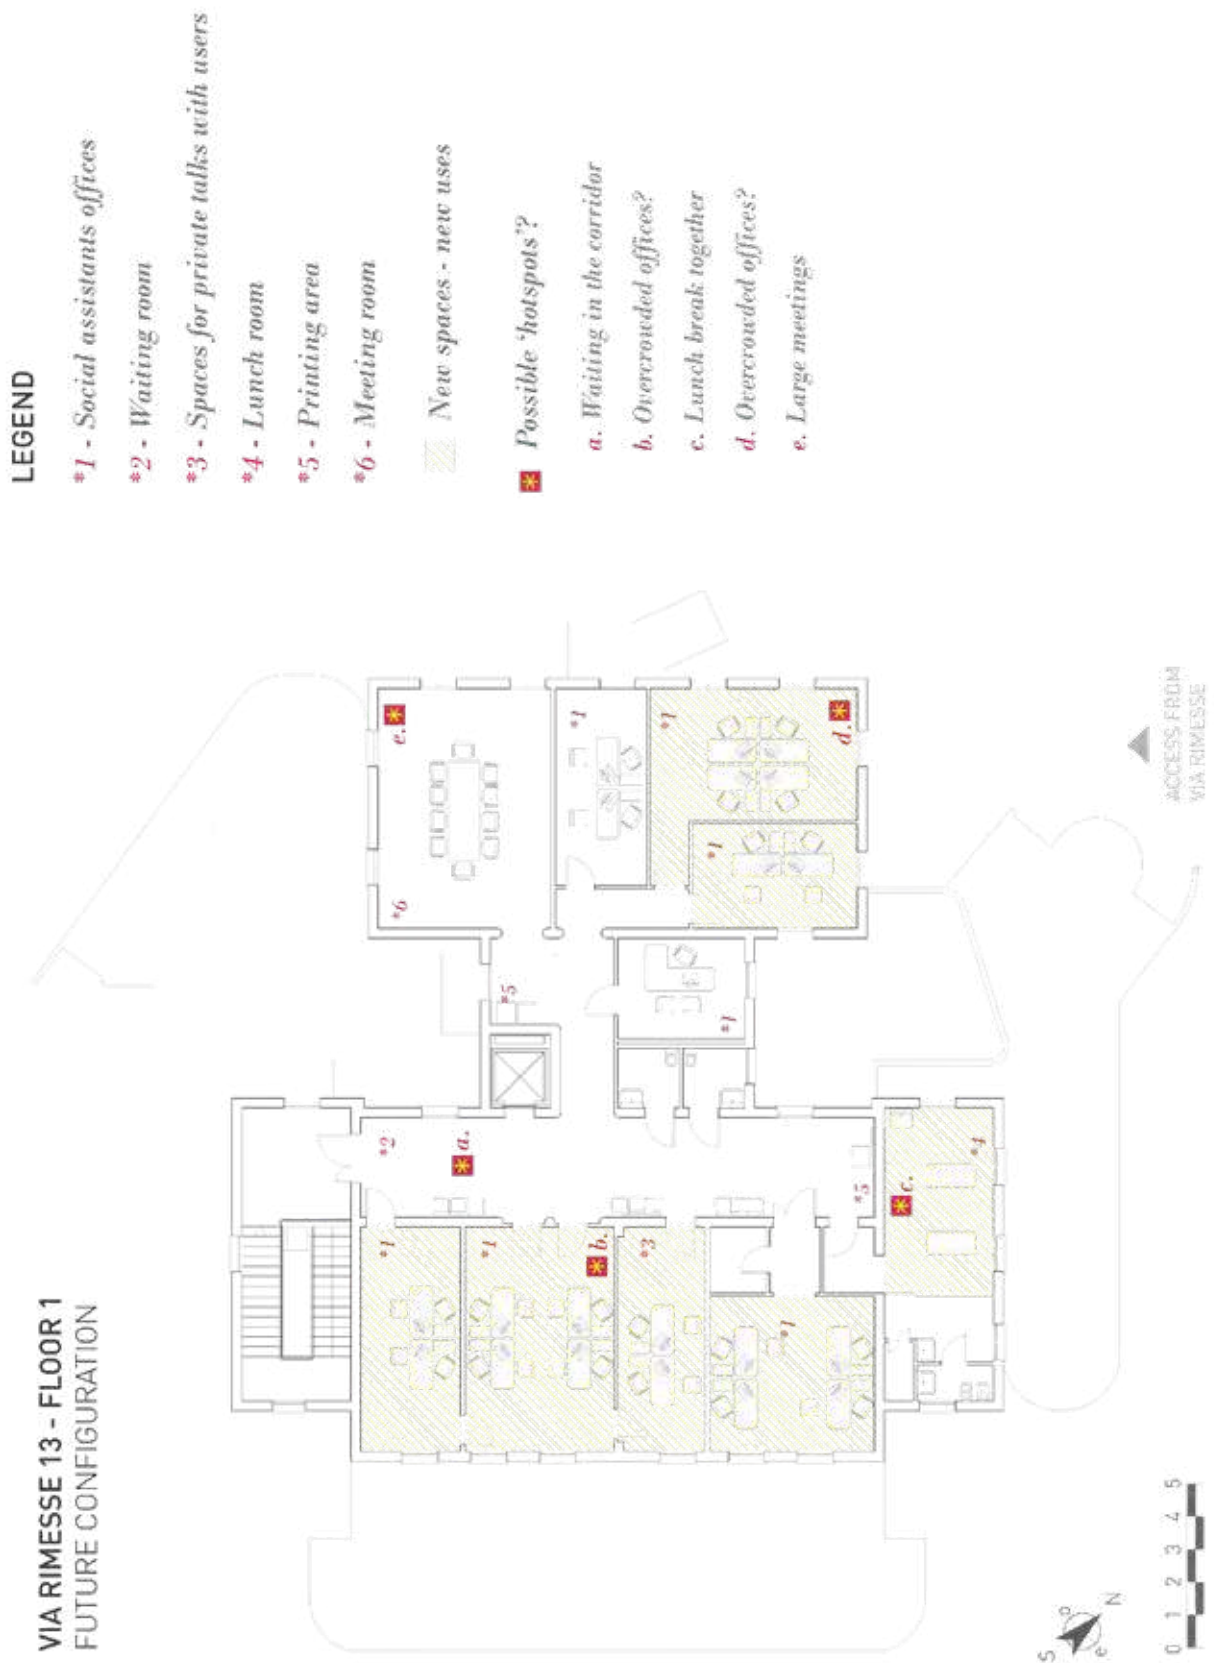 VIA RIMESSE 13 - FLOOR 1
FUTURE CONFIGURATION
LEGEND
*1 - Social assistants offices
*2 - Waiting room
*3 - Spaces for private talks with users
*4 - Lunch room
*5 - Printing area
*6 - Meeting room
New spaces - new uses
Possible 'hotspots'?
a. Waiting in the corridor
b. Overcrowded offices?
c. Lunch break together
d. Overcrowded offices?
e. Large meetings
*1
*2
a.
*6
e.
*5
*1
*1
b.
*1
*1
*3
*1
*1
d.
*1
*5
c.
*4
S
o
e
N
0 1 2 3 4 5
ACCESS FROM
VIA RIMESSE